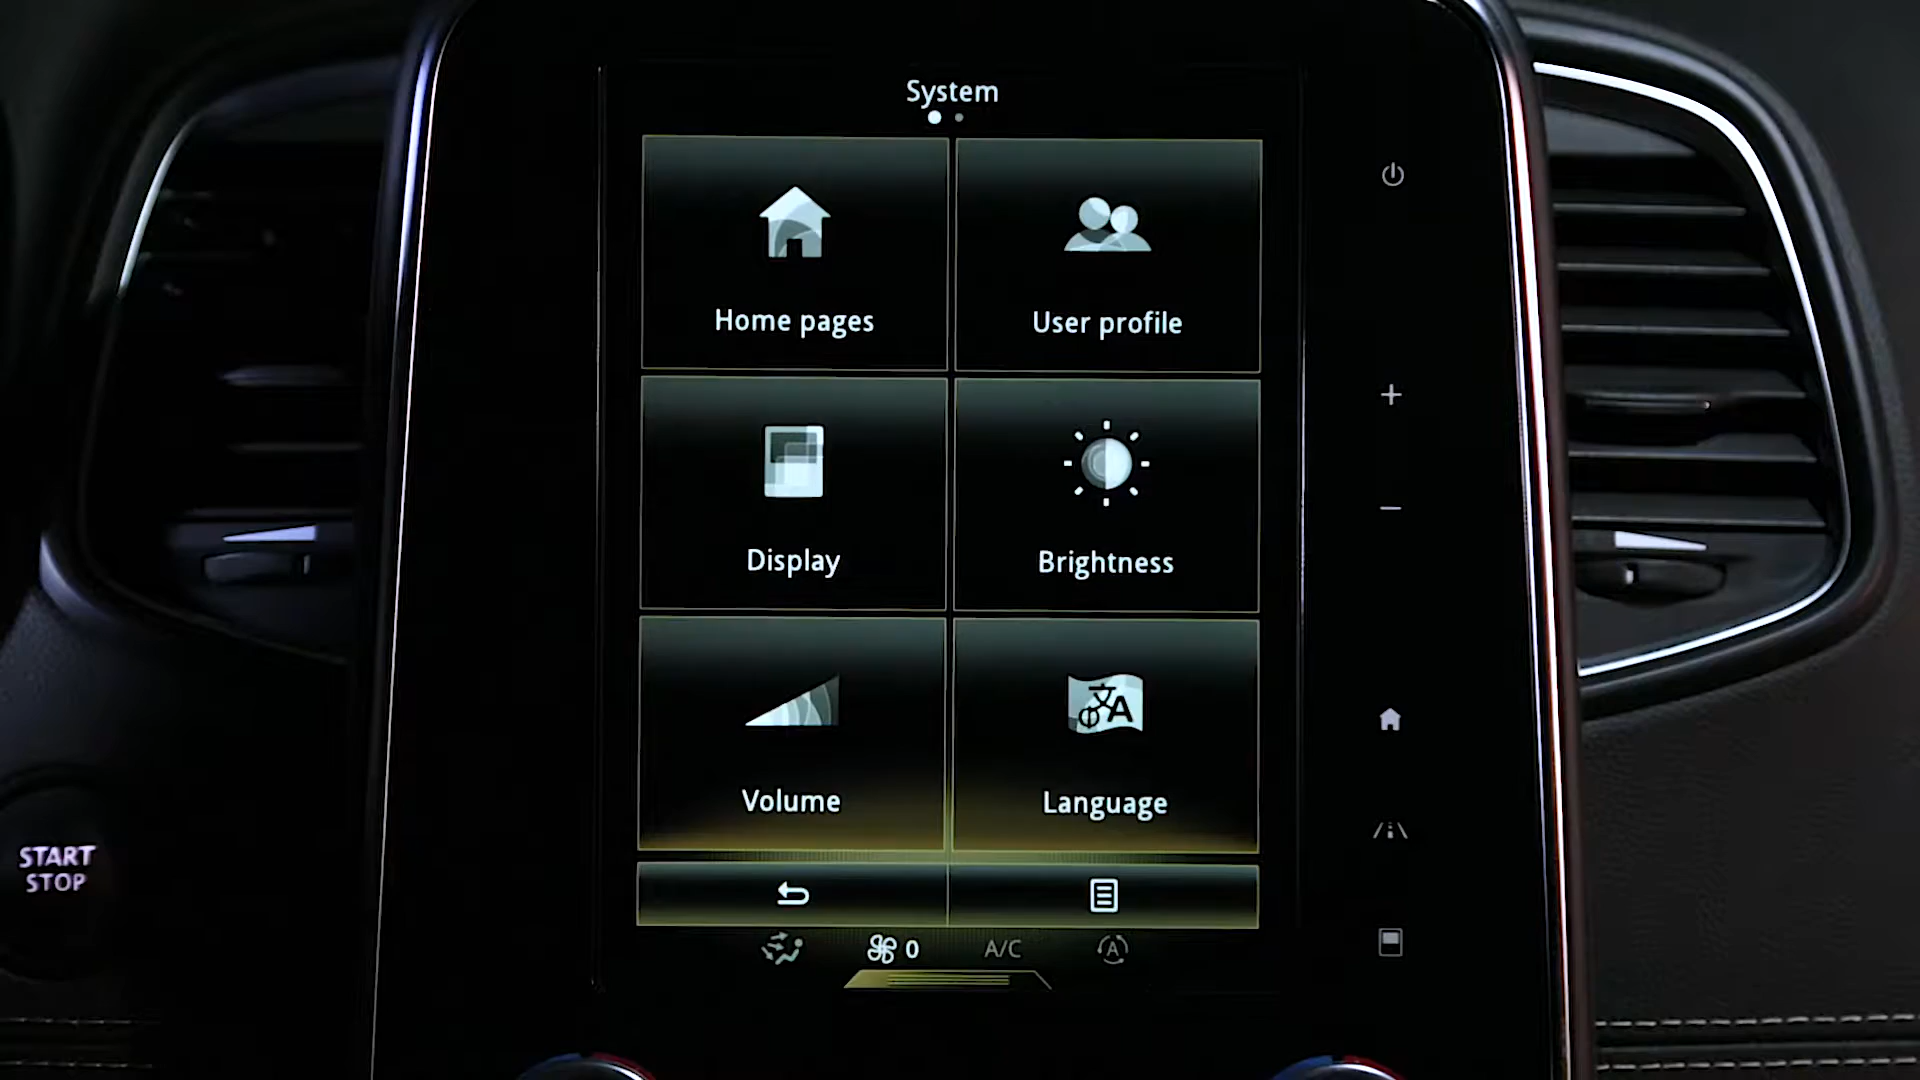 System
Home pages
User profile
Display
Brightness
Volume
Language
START
STOP
0
A/C
A